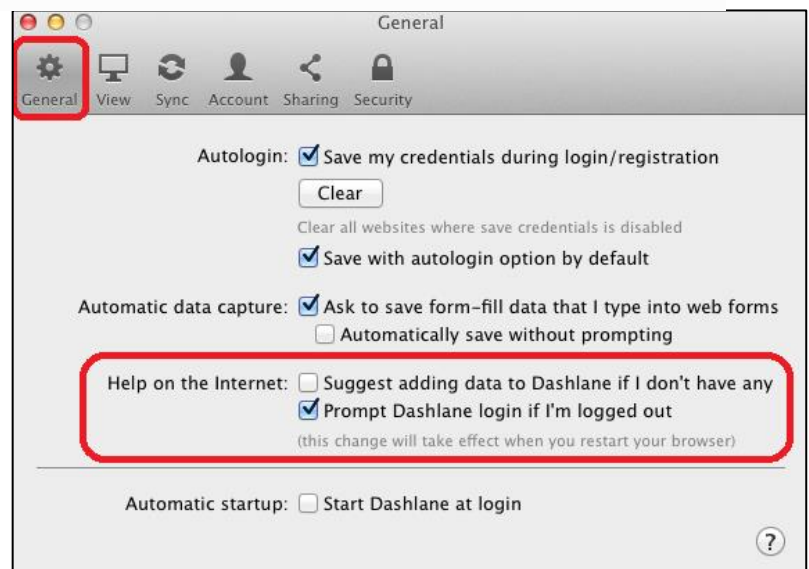 General
General View Sync Account Sharing Security
Autologin: Save my credentials during login/registration
Clear
Clear all websites where save credentials is disabled
Save with autologin option by default
Automatic data capture: Ask to save form-fill data that I type into web forms
Automatically save without prompting
Help on the Internet: Suggest adding data to Dashlane if I don't have any
Prompt Dashlane login if I'm logged out
(this change will take effect when you restart your browser)
Automatic startup: Start Dashlane at login
?